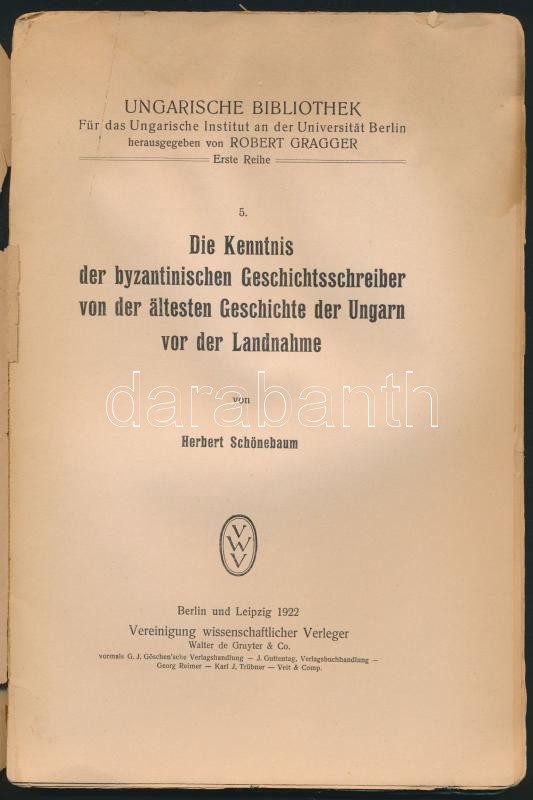 UNGARISCHE BIBLIOTHEK
Für das Ungarische Institut an der Universität Berlin
herausgegeben von ROBERT GRAGGER
Erste Reihe
5.
Die Kenntnis
der byzantinischen Geschichtsschreiber
von der ältesten Geschichte der Ungarn
vor der Landnahme
von
darabanth
Herbert Schönebaum
V
W
V
Berlin und Leipzig 1922
Vereinigung wissenschaftlicher Verleger
Walter de Gruyter & Co.
vormals G. J. Göschen'sche Verlagshandlung — J. Guttentag, Verlagsbuchhandlung —
Georg Reimer — Karl J. Trübner — Veit & Comp.